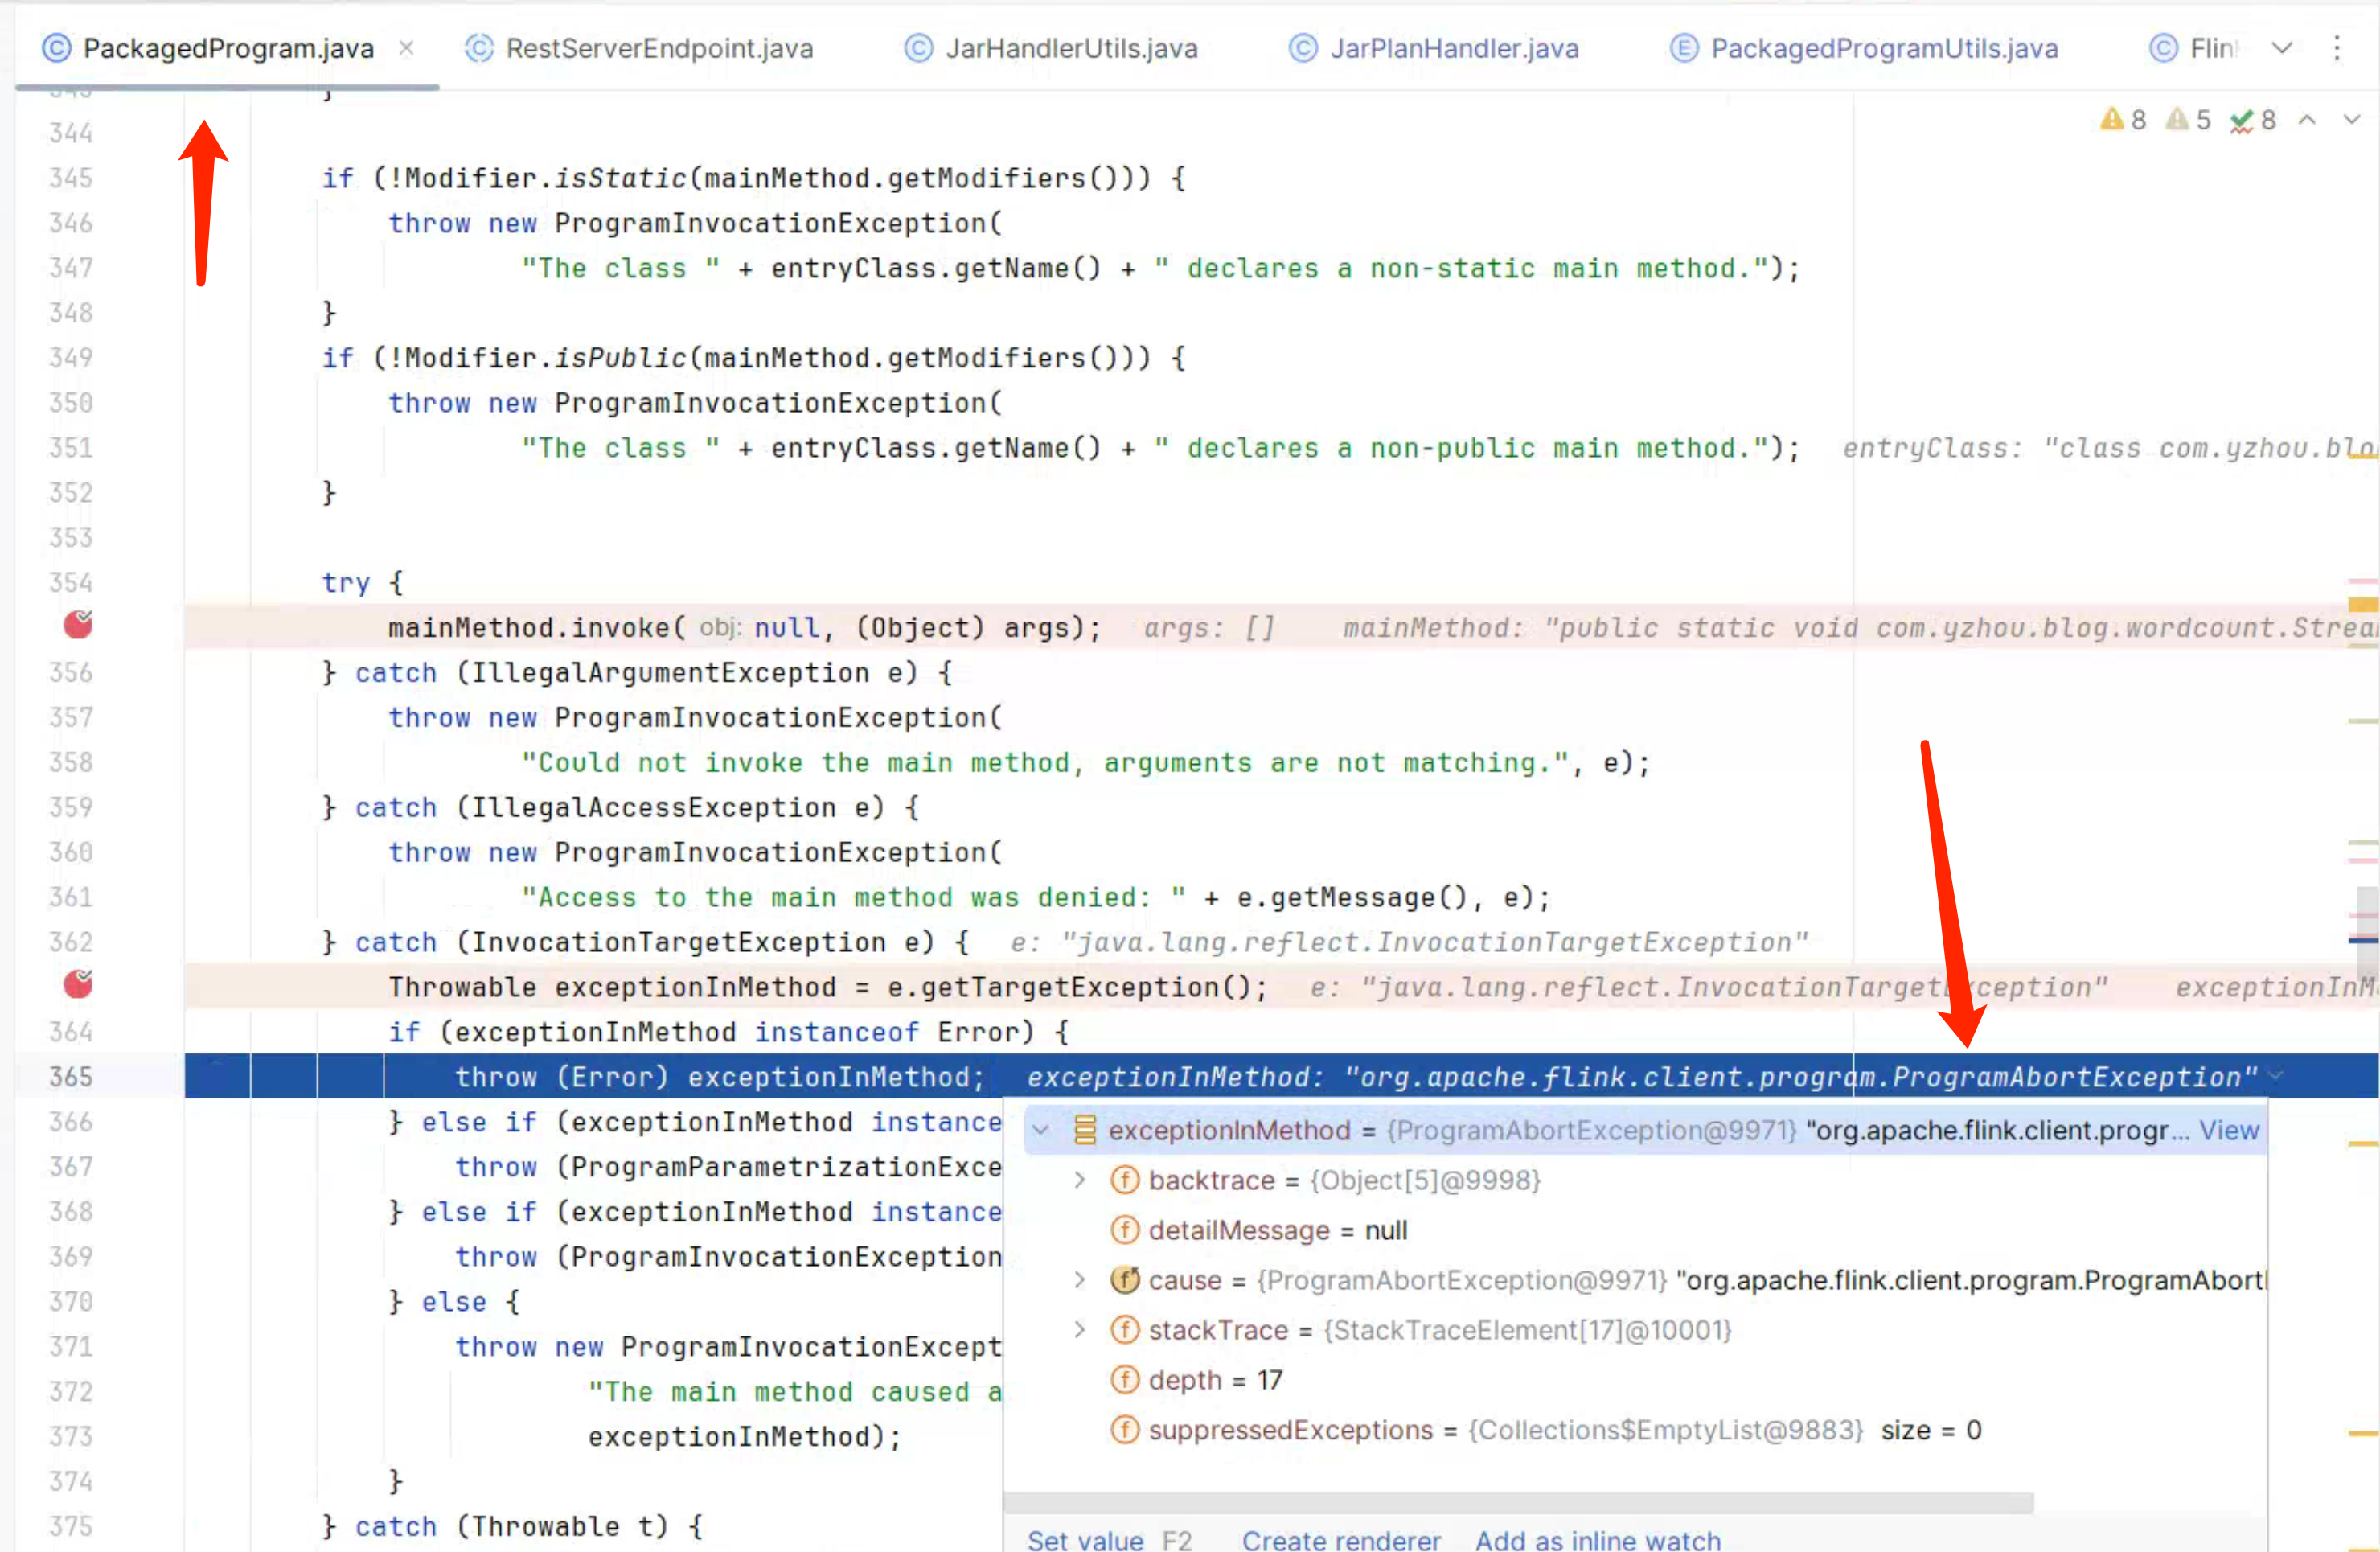 PackagedProgram.java × RestServerEndpoint.java JarHandlerUtils.java JarPlanHandler.java PackagedProgramUtils.java Flin
8 5 8
344
345 if (!Modifier.isStatic(mainMethod.getModifiers())) {
346 throw new ProgramInvocationException(
347 "The class " + entryClass.getName() + " declares a non-static main method.");
348 }
349 if (!Modifier.isPublic(mainMethod.getModifiers())) {
350 throw new ProgramInvocationException(
351 "The class " + entryClass.getName() + " declares a non-public main method."); entryClass: "class com.yzhou.blo
352 }
353
354 try {
mainMethod.invoke( obj: null, (Object) args); args: [] mainMethod: "public static void com.yzhou.blog.wordcount.Strea
356 } catch (IllegalArgumentException e) {
357 throw new ProgramInvocationException(
358 "Could not invoke the main method, arguments are not matching.", e);
359 } catch (IllegalAccessException e) {
360 throw new ProgramInvocationException(
361 "Access to the main method was denied: " + e.getMessage(), e);
362 } catch (InvocationTargetException e) { e: "java.lang.reflect.InvocationTargetException"
Throwable exceptionInMethod = e.getTargetException(); e: "java.lang.reflect.InvocationTargetException" exceptionInM
364 if (exceptionInMethod instanceof Error) {
365 throw (Error) exceptionInMethod; exceptionInMethod: "org.apache.flink.client.program.ProgramAbortException"
366 } else if (exceptionInMethod instance
367 throw (ProgramParametrizationExce
368 } else if (exceptionInMethod instance
369 throw (ProgramInvocationException
370 } else {
371 throw new ProgramInvocationExcept
372 "The main method caused a
373 exceptionInMethod);
374 }
375 } catch (Throwable t) {
exceptionInMethod = {ProgramAbortException@9971} "org.apache.flink.client.progr... View
backtrace = {Object[5]@9998}
detailMessage = null
cause = {ProgramAbortException@9971} "org.apache.flink.client.program.ProgramAbort
stackTrace = {StackTraceElement[17]@10001}
depth = 17
suppressedExceptions = {Collections$EmptyList@9883} size = 0
Set value F2 Create renderer Add as inline watch